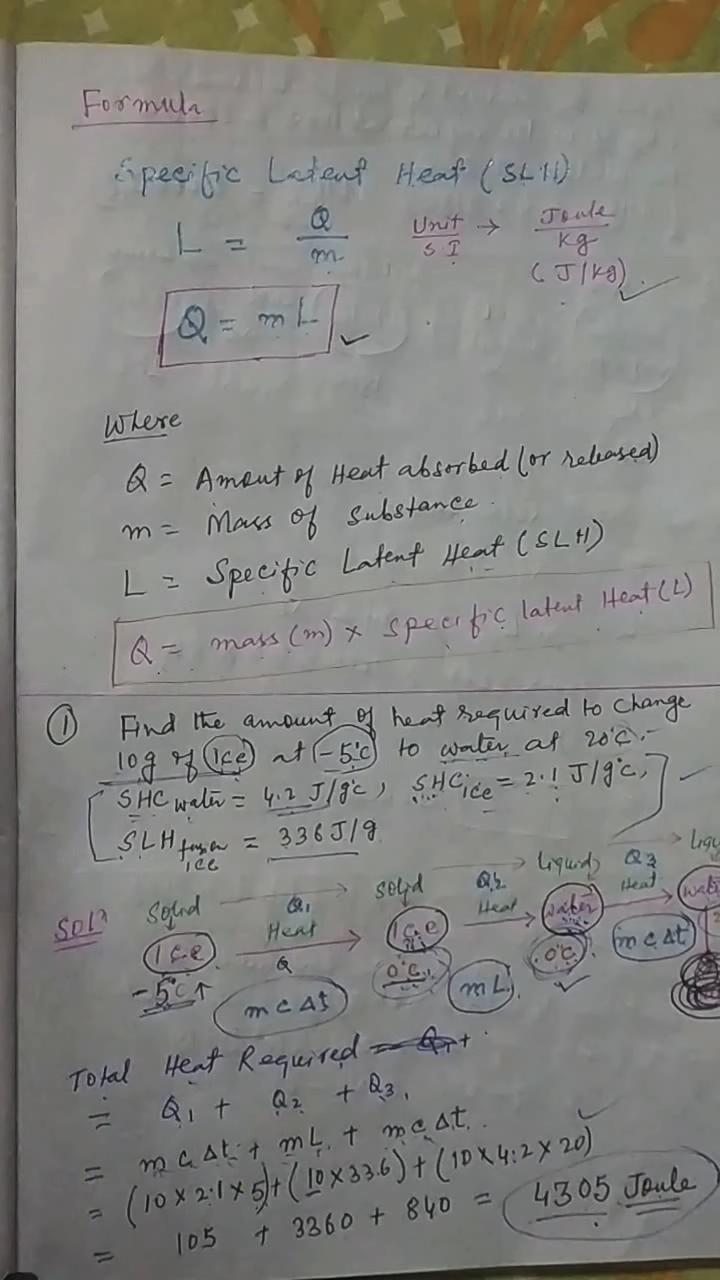 Formula
Specific Latent Heat (SLH)
L = Q/m Unit/S I → Joule/Kg
(J/kg)
Q = mL
Where
Q = Amout of Heat absorbed (or released)
m = Mass of Substance.
L = Specific Latent Heat (SLH)
Q = mass (m) × specific latent Heat (L)
① Find the amount of heat required to change
10g of Ice at -5°C to water at 20°C.-
SHC water = 4.2 J/g°C, SHC ice = 2.1 J/g°C,
SLH fusion ice = 336 J/g
Solid Q1 Solid Q2 Liquid Q3 Liqu
Sol? Ice Heat Ice Heat water Heat wate
-5°C↑ Q 0°C 0°C
mcΔt mL mcΔt
Total Heat Required =
= Q1 + Q2 + Q3.
= mcΔt + mL + mcΔt.
= (10×2.1×5)+(10×336)+(10×4.2×20)
= 105 + 3360 + 840 = 4305 Joule